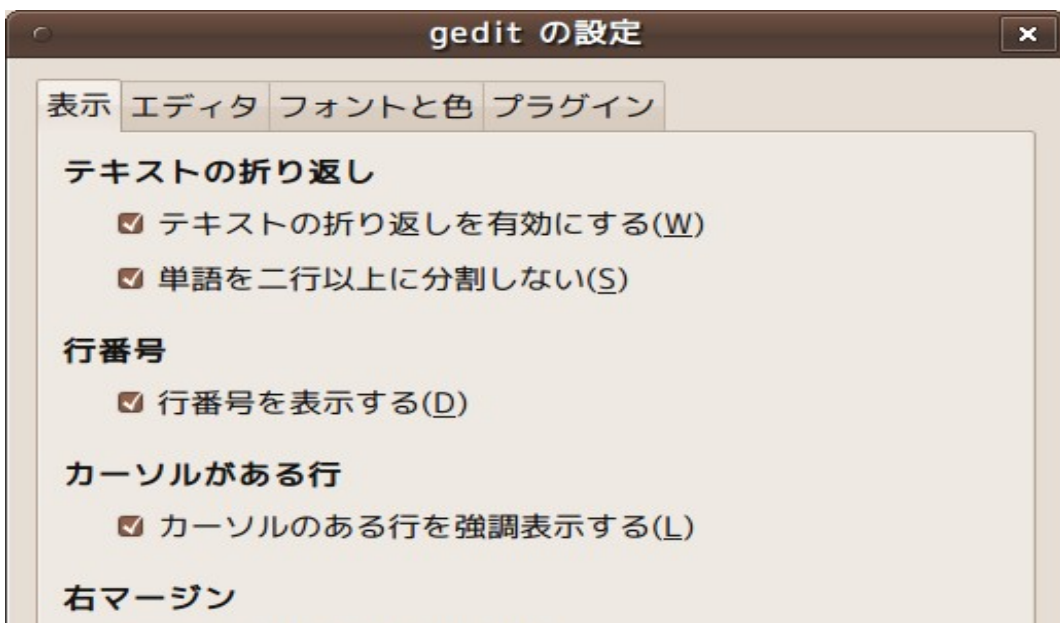 gedit の設定
表示 エディタ フォントと色 プラグイン
テキストの折り返し
テキストの折り返しを有効にする(W)
単語を二行以上に分割しない(S)
行番号
行番号を表示する(D)
カーソルがある行
カーソルのある行を強調表示する(L)
右マージン